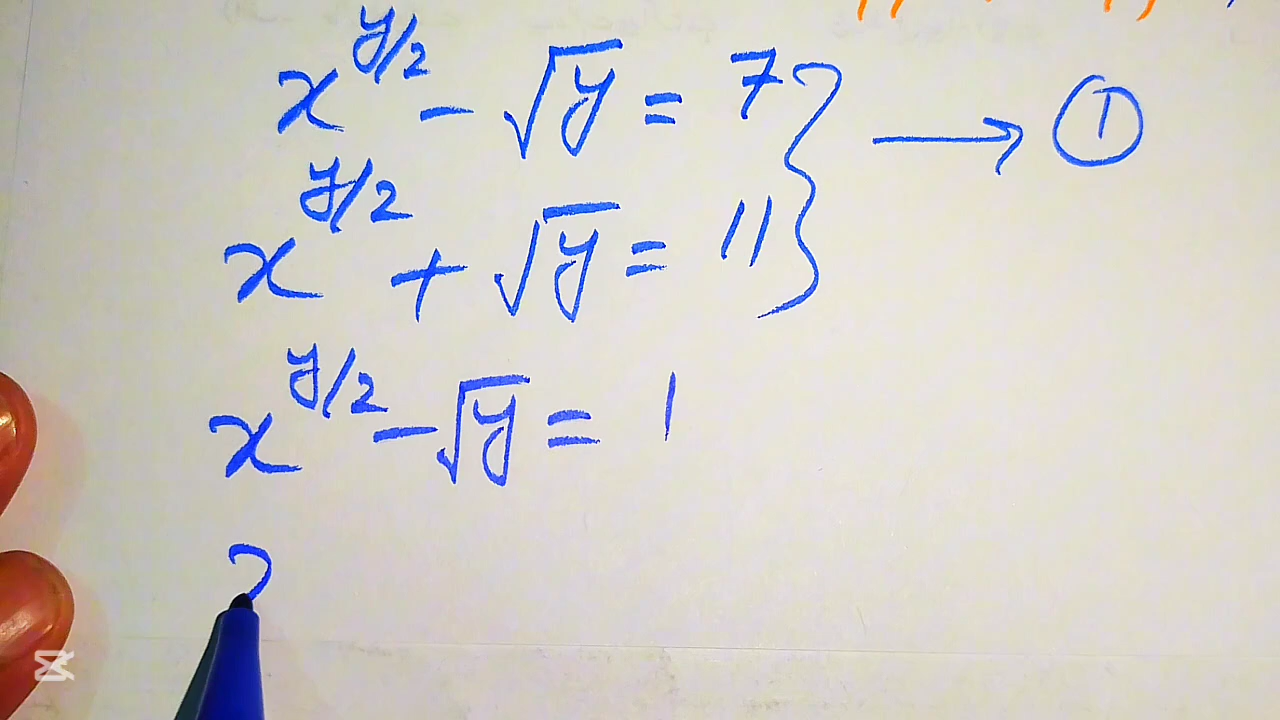 x^{y/2} - √y = 7 } → ①
x^{y/2} + √y = 11
x^{y/2} - √y = 1